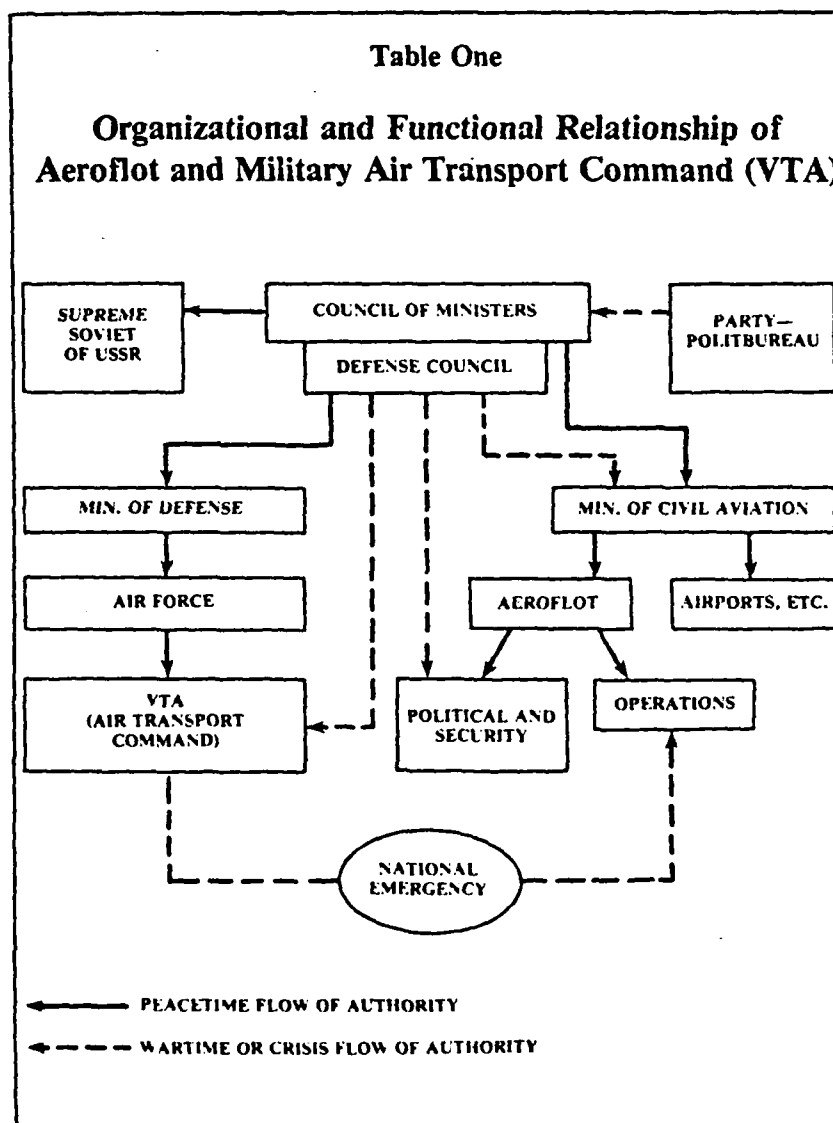 Table One
Organizational and Functional Relationship of
Aeroflot and Military Air Transport Command (VTA)
SUPREME
SOVIET
OF USSR
COUNCIL OF MINISTERS
PARTY—
POLITBUREAU
DEFENSE COUNCIL
MIN. OF DEFENSE
MIN. OF CIVIL AVIATION
AIR FORCE
AEROFLOT
AIRPORTS, ETC.
VTA
(AIR TRANSPORT
COMMAND)
POLITICAL AND
SECURITY
OPERATIONS
NATIONAL
EMERGENCY
PEACETIME FLOW OF AUTHORITY
WARTIME OR CRISIS FLOW OF AUTHORITY